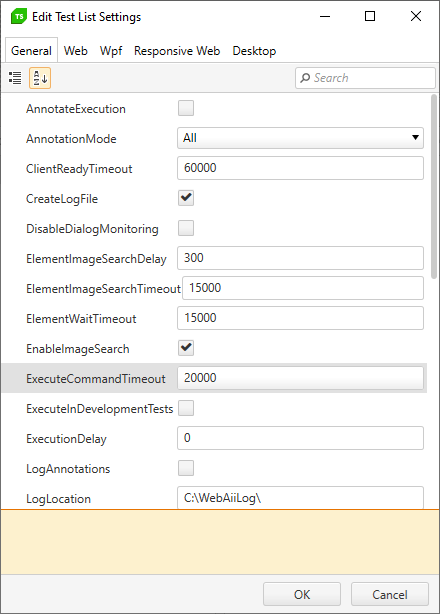 TS Edit Test List Settings
General Web Wpf Responsive Web Desktop
A Z Search
AnnotateExecution
AnnotationMode All
ClientReadyTimeout 60000
CreateLogFile
DisableDialogMonitoring
ElementImageSearchDelay 300
ElementImageSearchTimeout 15000
ElementWaitTimeout 15000
EnableImageSearch
ExecuteCommandTimeout 20000
ExecuteInDevelopmentTests
ExecutionDelay 0
LogAnnotations
LogLocation C:\WebAiiLog\
OK Cancel